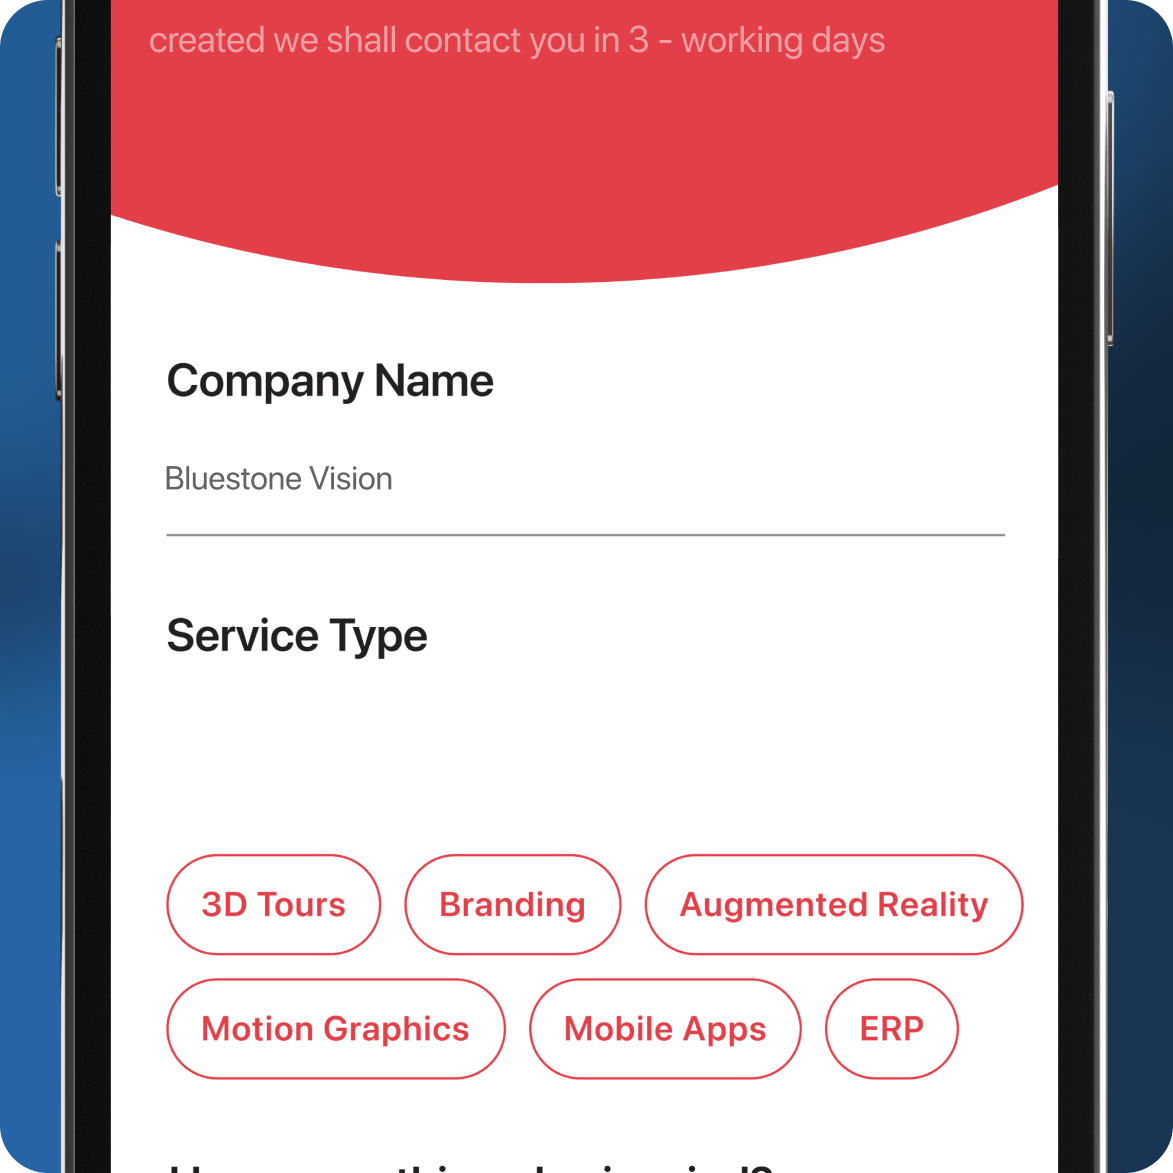 created we shall contact you in 3 - working days
Company Name
Bluestone Vision
Service Type
3D Tours
Branding
Augmented Reality
Motion Graphics
Mobile Apps
ERP